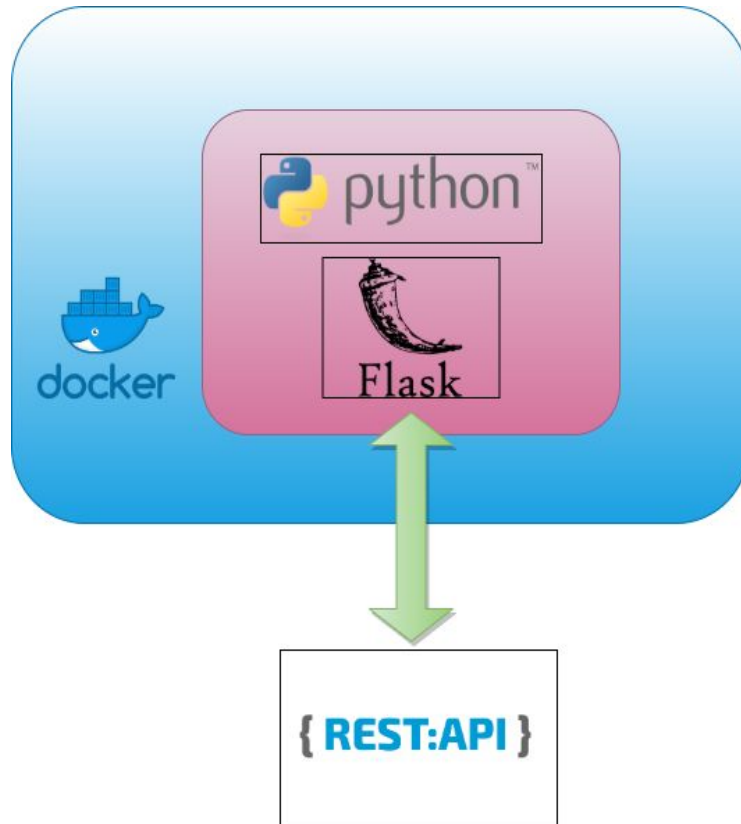 python™
docker
Flask
{ REST:API }